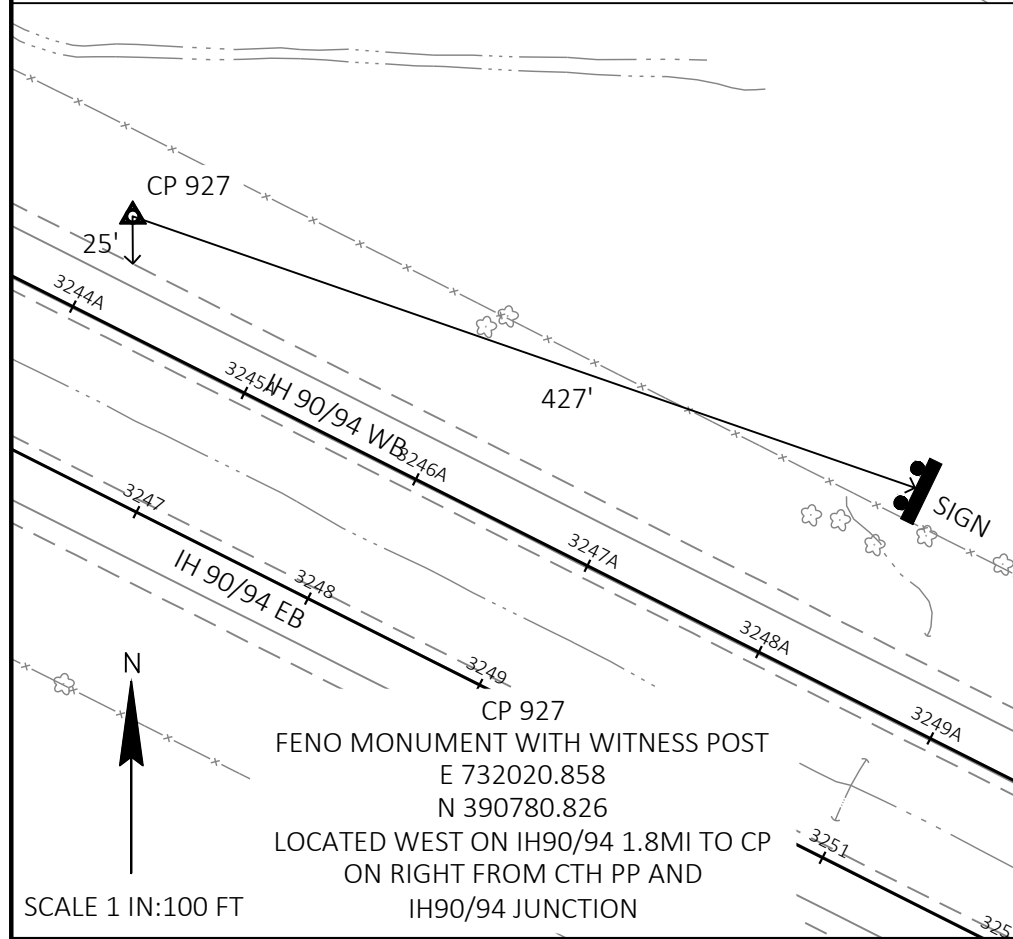 CP 927
25'
3244A
3245A
IH 90/94 WB
3246A
427'
SIGN
3247
3247A
IH 90/94 EB
3248
3248A
3249
3249A
N
CP 927
FENO MONUMENT WITH WITNESS POST
E 732020.858
N 390780.826
LOCATED WEST ON IH90/94 1.8MI TO CP
ON RIGHT FROM CTH PP AND
IH90/94 JUNCTION
3251
SCALE 1 IN:100 FT